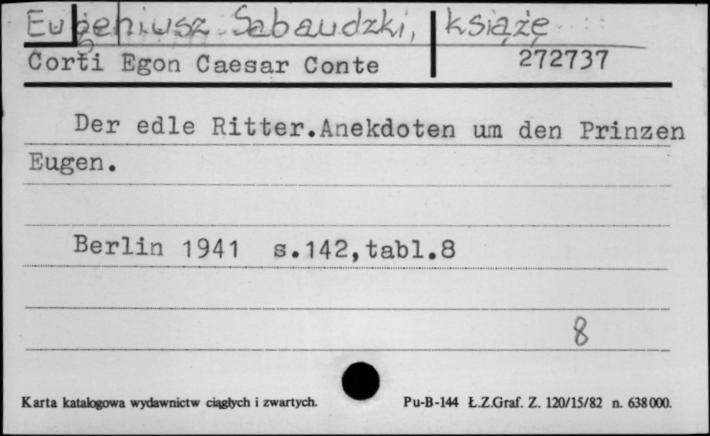 Eugeniusz Sabaudzki, książę
Corti Egon Caesar Conte 272737
Der edle Ritter.Anekdoten um den Prinzen
Eugen.
Berlin 1941 s.142,tabl.8
8
Karta katalogowa wydawnictw ciągłych i zwartych. Pu-B-144 Ł.Z.Graf. Z. 120/15/82 n. 638000.